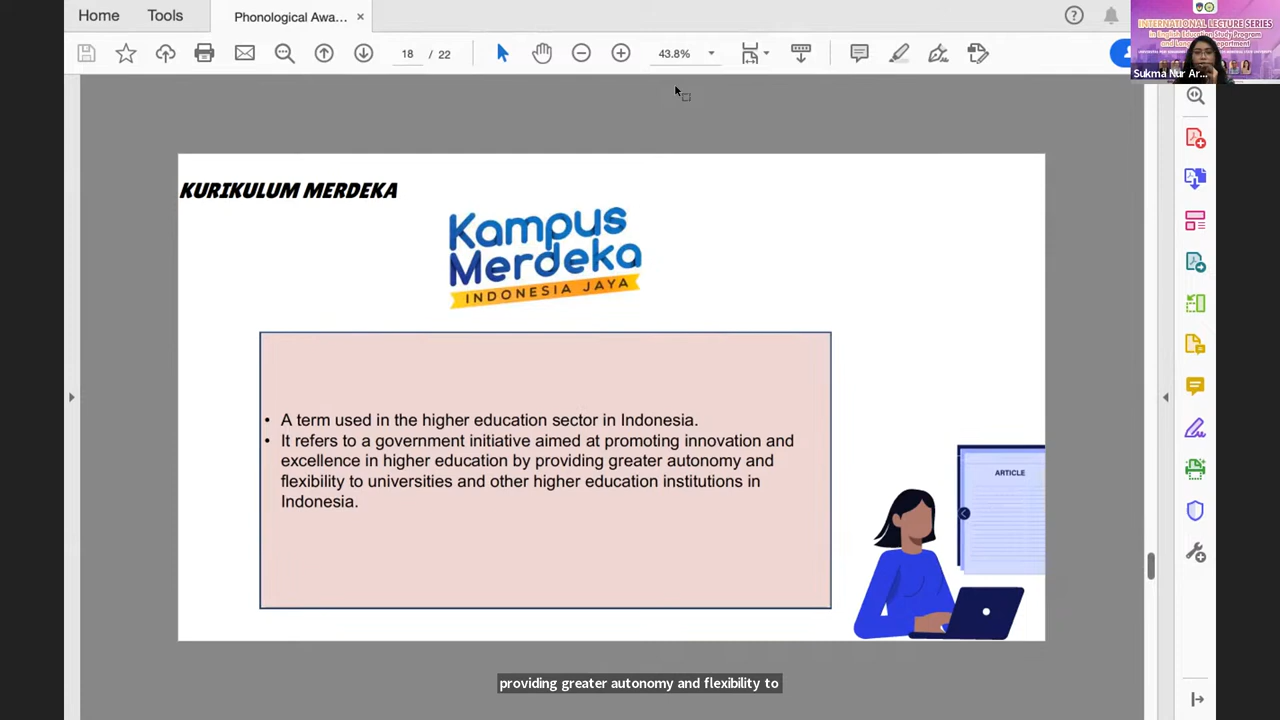 Home
Tools
Phonological Awa...
18 / 22
43.8%
INTERNATIONAL LECTURE SERIES
in English Education Study Program
Sukma Nur Ar...
KURIKULUM MERDEKA
Kampus
Merdeka
INDONESIA JAYA
• A term used in the higher education sector in Indonesia.
• It refers to a government initiative aimed at promoting innovation and
excellence in higher education by providing greater autonomy and
flexibility to universities and other higher education institutions in
Indonesia.
ARTICLE
providing greater autonomy and flexibility to